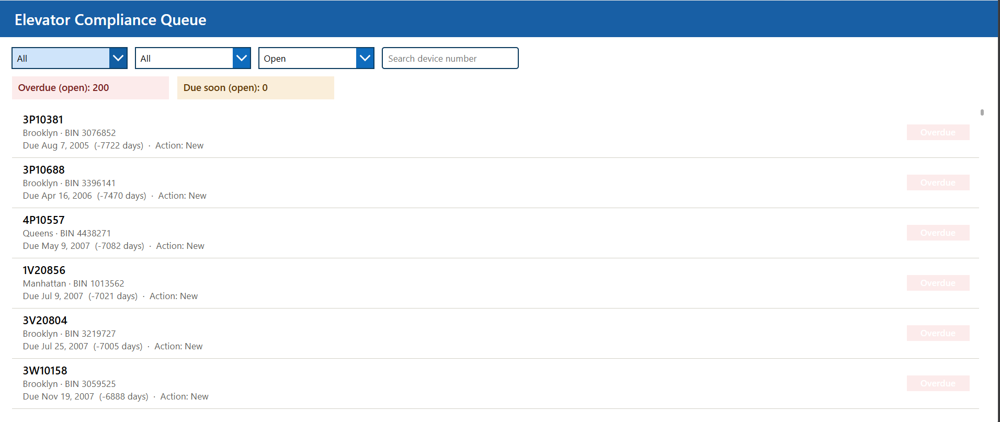 Elevator Compliance Queue
All
All
Open
Search device number
Overdue (open): 200
Due soon (open): 0
3P10381
Brooklyn · BIN 3076852
Due Aug 7, 2005 (-7722 days) · Action: New
Overdue
3P10688
Brooklyn · BIN 3396141
Due Apr 16, 2006 (-7470 days) · Action: New
Overdue
4P10557
Queens · BIN 4438271
Due May 9, 2007 (-7082 days) · Action: New
Overdue
1V20856
Manhattan · BIN 1013562
Due Jul 9, 2007 (-7021 days) · Action: New
Overdue
3V20804
Brooklyn · BIN 3219727
Due Jul 25, 2007 (-7005 days) · Action: New
Overdue
3W10158
Brooklyn · BIN 3059525
Due Nov 19, 2007 (-6888 days) · Action: New
Overdue